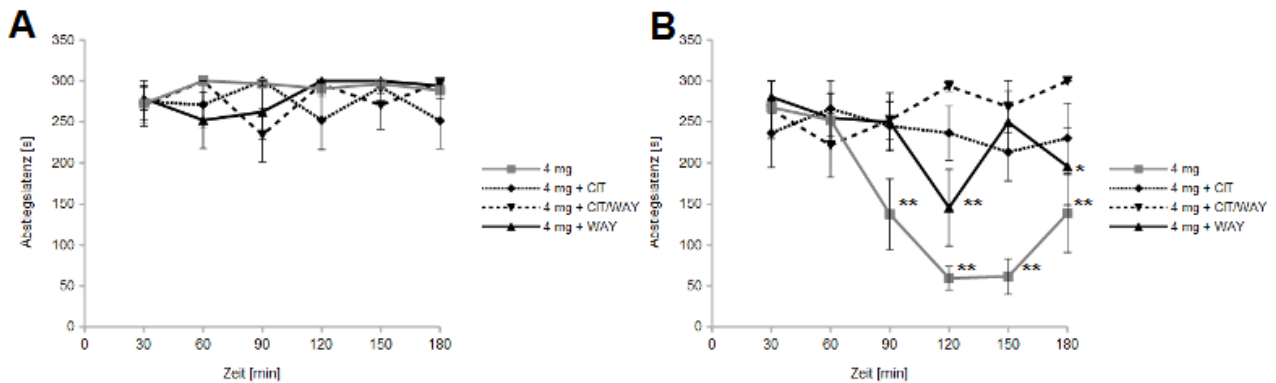 A
350
300
250
200
150
100
50
0
Abstiegslatenz [s]
0 30 60 90 120 150 180
Zeit [min]
4 mg
4 mg + CIT
4 mg + CIT/WAY
4 mg + WAY
B
350
300
250
200
150
100
50
0
Abstiegslatenz [s]
** ** ** ** ** *
0 30 60 90 120 150 180
Zeit [min]
4 mg
4 mg + CIT
4 mg + CIT/WAY
4 mg + WAY